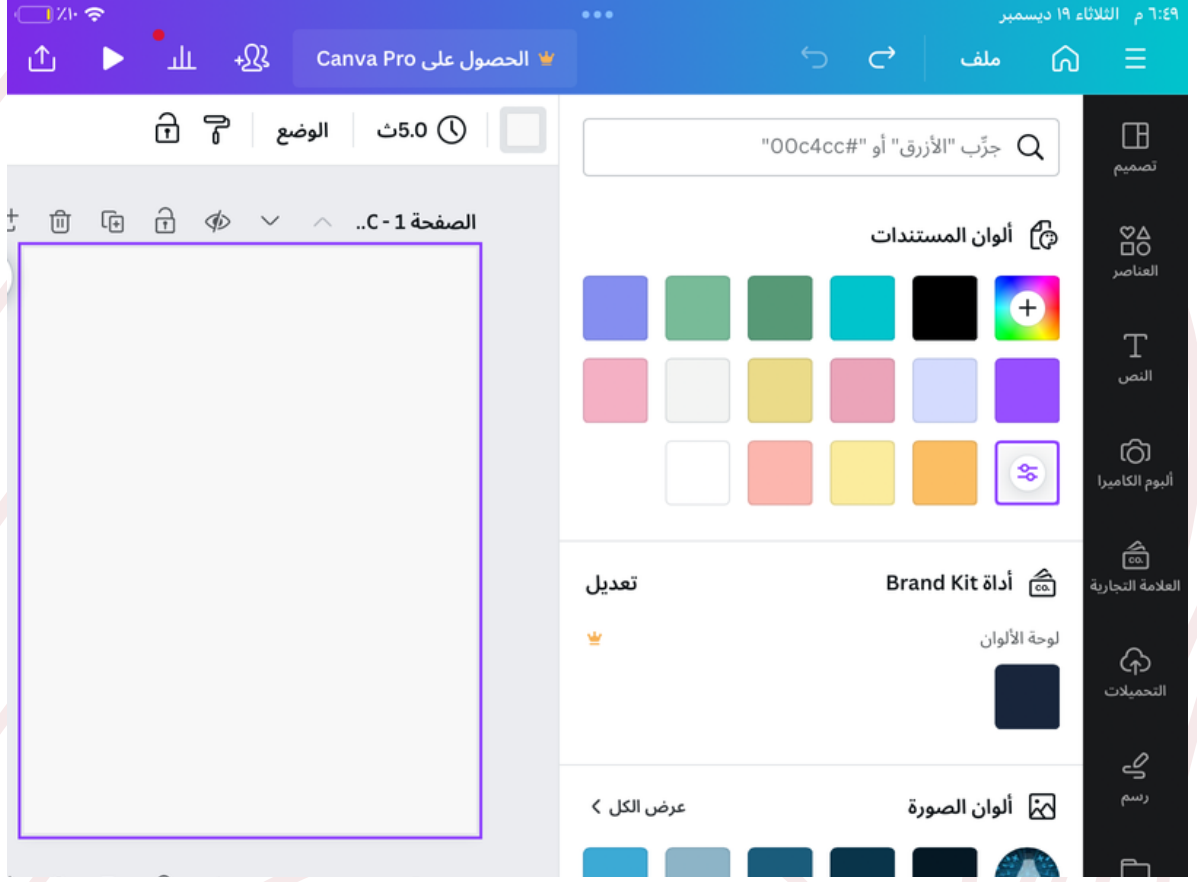 ٦:٤٩ م الثلاثاء ١٩ ديسمبر
٪١٠
ملف
الحصول على Canva Pro
تصميم
العناصر
النص
ألبوم الكاميرا
العلامة التجارية
التحميلات
رسم
جرِّب "الأزرق" أو "#00c4cc"
ألوان المستندات
أداة Brand Kit
تعديل
CO.
لوحة الألوان
ألوان الصورة
عرض الكل
5.0ث
الوضع
الصفحة 1 - C..